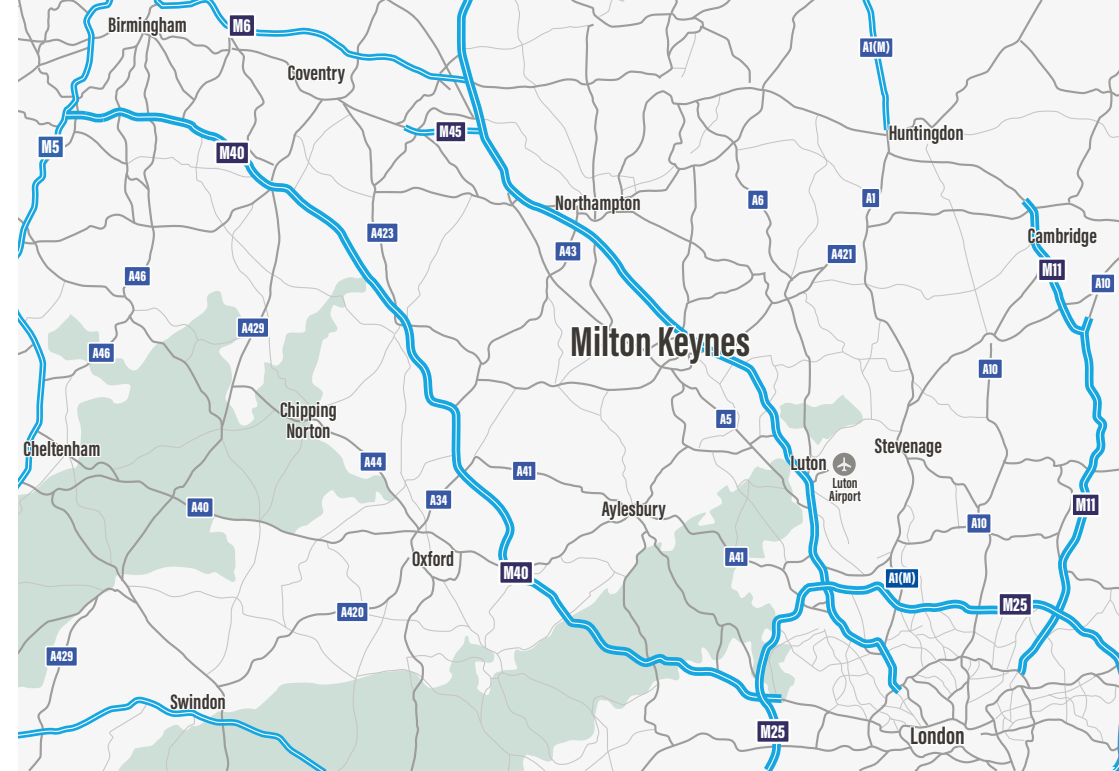 Birmingham
M6
A1(M)
Coventry
M45
Huntingdon
M5
M40
A6
A1
Northampton
A423
Cambridge
A43
A421
M11
A46
A10
A429
Milton Keynes
A46
A10
Chipping
Norton
A5
Cheltenham
Stevenage
A44
Luton
A41
Luton
Airport
A34
A40
M11
Aylesbury
A10
Oxford
A41
M40
A1(M)
M25
A420
A429
Swindon
M25
London